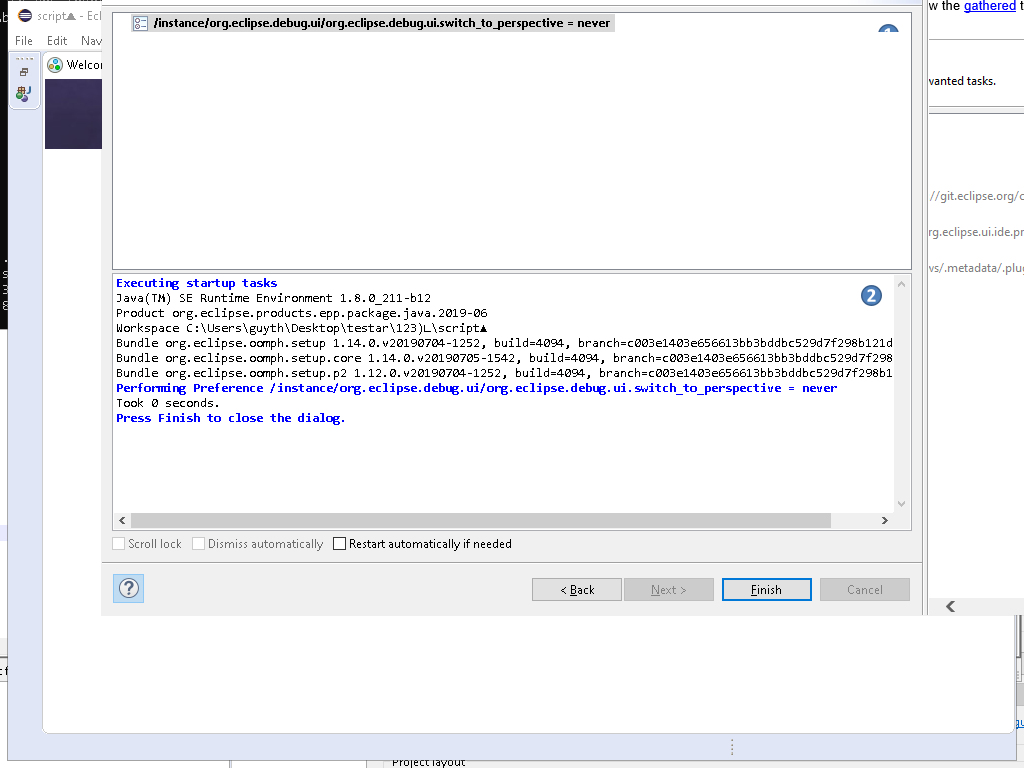 /instance/org.eclipse.debug.ui/org.eclipse.debug.ui.switch_to_perspective = never
w the gathered
script▲ - Ecl
File Edit Nav
Welcom
wanted tasks.
//git.eclipse.org/c
rg.eclipse.ui.ide.pr
vs/.metadata/.plug
Executing startup tasks
Java(TM) SE Runtime Environment 1.8.0_211-b12
2
Product org.eclipse.products.epp.package.java.2019-06
Workspace C:\Users\guyth\Desktop\testar\123)∟\script▲
Bundle org.eclipse.oomph.setup 1.14.0.v20190704-1252, build=4094, branch=c003e1403e656613bb3bddbc529d7f298b121d
Bundle org.eclipse.oomph.setup.core 1.14.0.v20190705-1542, build=4094, branch=c003e1403e656613bb3bddbc529d7f298
Bundle org.eclipse.oomph.setup.p2 1.12.0.v20190704-1252, build=4094, branch=c003e1403e656613bb3bddbc529d7f298b1
Performing Preference /instance/org.eclipse.debug.ui/org.eclipse.debug.ui.switch_to_perspective = never
Took 0 seconds.
Press Finish to close the dialog.
Scroll lock Dismiss automatically Restart automatically if needed
? < Back Next > Finish Cancel
Project layout